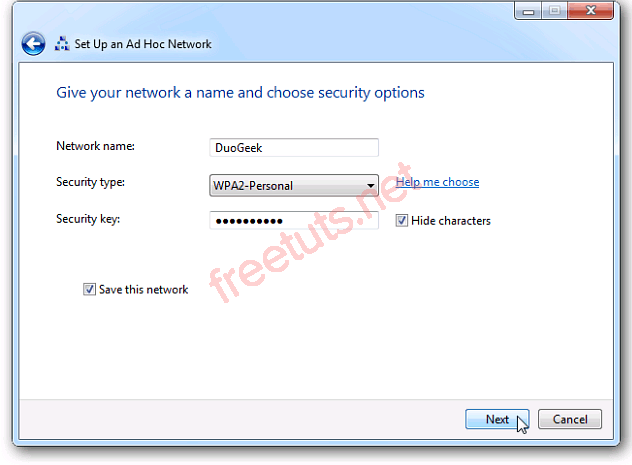 Set Up an Ad Hoc Network
Give your network a name and choose security options
Network name: DuoGeek
Security type: WPA2-Personal Help me choose
Security key: ●●●●●●●●●● Hide characters
freetuts.net
Save this network
Next Cancel